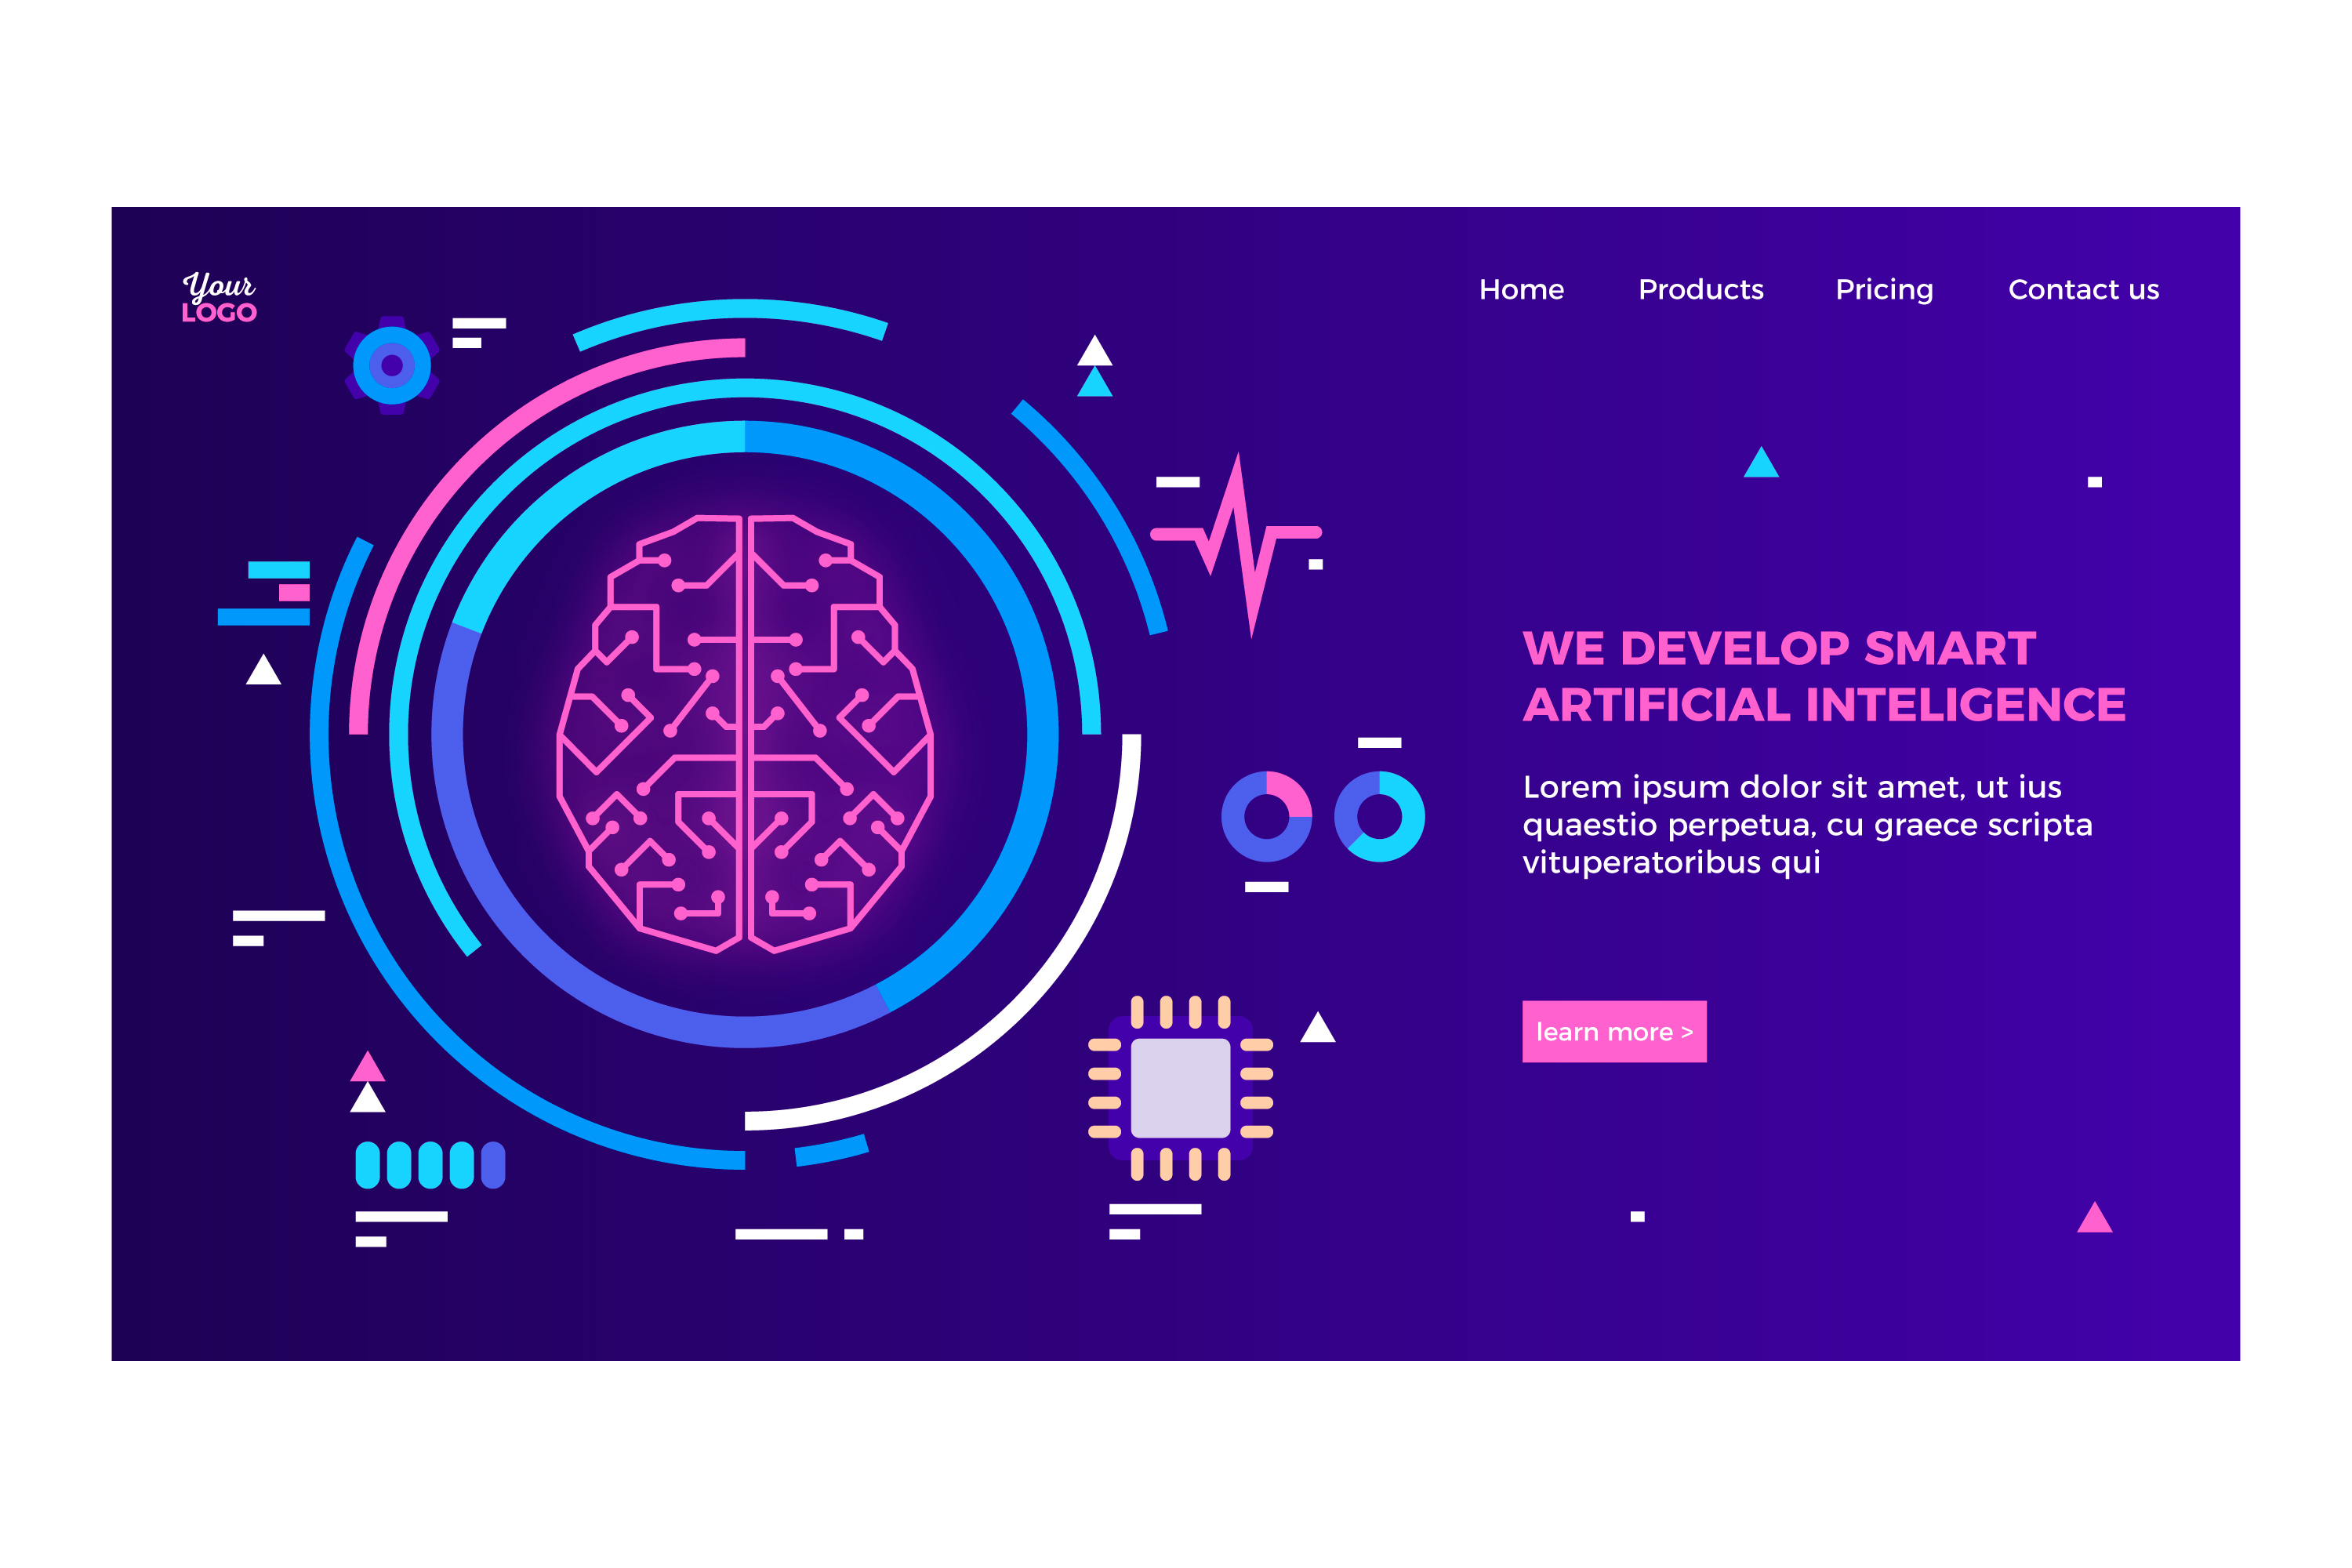 Your
LOGO
Home Products Pricing Contact us
WE DEVELOP SMART
ARTIFICIAL INTELIGENCE
Lorem ipsum dolor sit amet, ut ius
quaestio perpetua, cu graece scripta
vituperatoribus qui
learn more >